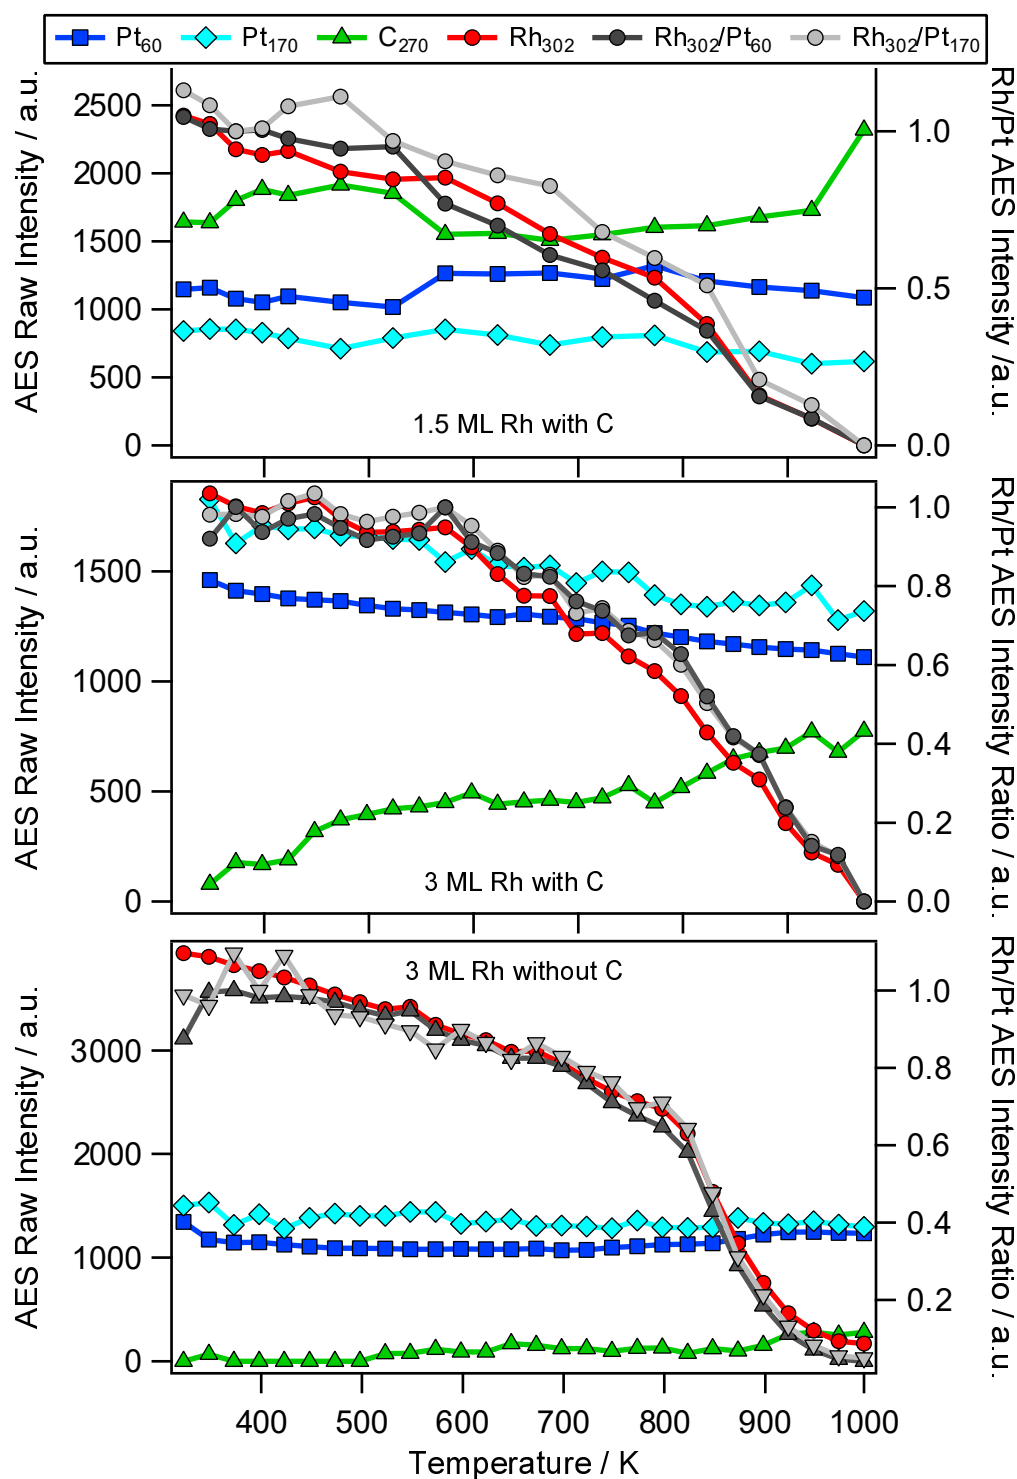 Pt60 Pt170 C270 Rh302 Rh302/Pt60 Rh302/Pt170
AES Raw Intensity / a.u.
2500
2000
1500
1000
500
0
1.5 ML Rh with C
1.0
0.5
0.0
Rh/Pt AES Intensity /a.u.
AES Raw Intensity / a.u.
1500
1000
500
0
3 ML Rh with C
1.0
0.8
0.6
0.4
0.2
0.0
Rh/Pt AES Intensity Ratio / a.u.
AES Raw Intensity / a.u.
3000
2000
1000
0
3 ML Rh without C
1.0
0.8
0.6
0.4
0.2
Rh/Pt AES Intensity Ratio / a.u.
400 500 600 700 800 900 1000
Temperature / K